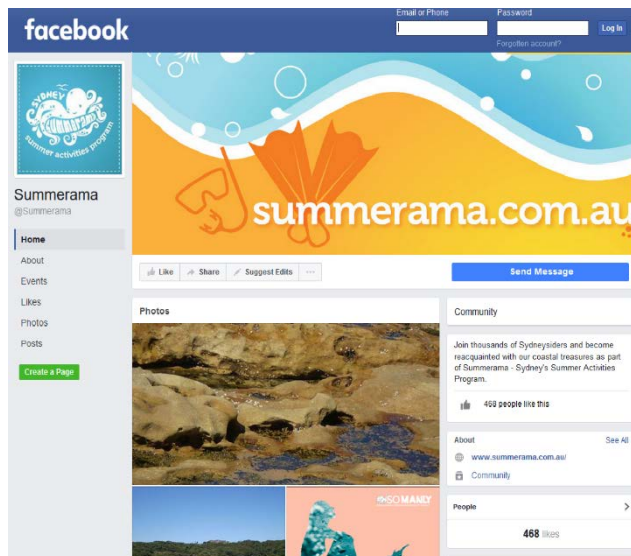 facebook
Email or Phone
Password
Log In
Forgotten account?
SYDNEY
Summerama
summer activities program
summerama.com.au
Summerama
@Summerama
Home
About
Events
Likes
Photos
Posts
Create a Page
Like
Share
Suggest Edits
Send Message
Photos
SO MANLY
Community
Join thousands of Sydneysiders and become
reacquainted with our coastal treasures as part
of Summerama - Sydney's Summer Activities
Program.
468 people like this
About
See All
www.summerama.com.au/
Community
People
468 likes